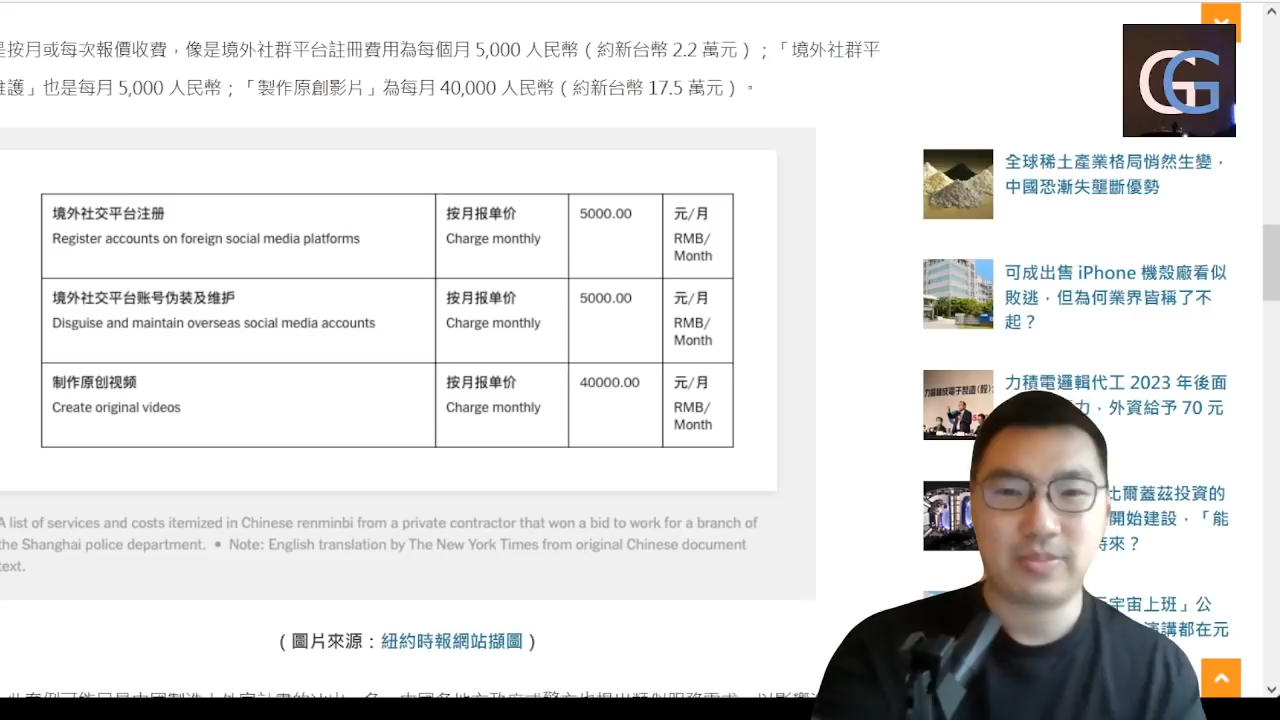 是按月或每次報價收費，像是境外社群平台註冊費用為每個月 5,000 人民幣（約新台幣 2.2 萬元）；「境外社群平
維護」也是每月 5,000 人民幣；「製作原創影片」為每月 40,000 人民幣（約新台幣 17.5 萬元）。
GG
境外社交平台注册 按月报单价 5000.00 元/月
Register accounts on foreign social media platforms Charge monthly RMB/
Month
境外社交平台账号伪装及维护 按月报单价 5000.00 元/月
Disguise and maintain overseas social media accounts Charge monthly RMB/
Month
制作原创视频 按月报单价 40000.00 元/月
Create original videos Charge monthly RMB/
Month
A list of services and costs itemized in Chinese renminbi from a private contractor that won a bid to work for a branch of
the Shanghai police department. ● Note: English translation by The New York Times from original Chinese document
text.
（圖片來源：紐約時報網站擷圖）
全球稀土產業格局悄然生變，
中國恐漸失壟斷優勢
可成出售 iPhone 機殼廠看似
敗逃，但為何業界皆稱了不
起？
力積電邏輯代工 2023 年後面
力，外資給予 70 元
比爾蓋茲投資的
開始建設，「能
時來？
宇宙上班」公
演講都在元